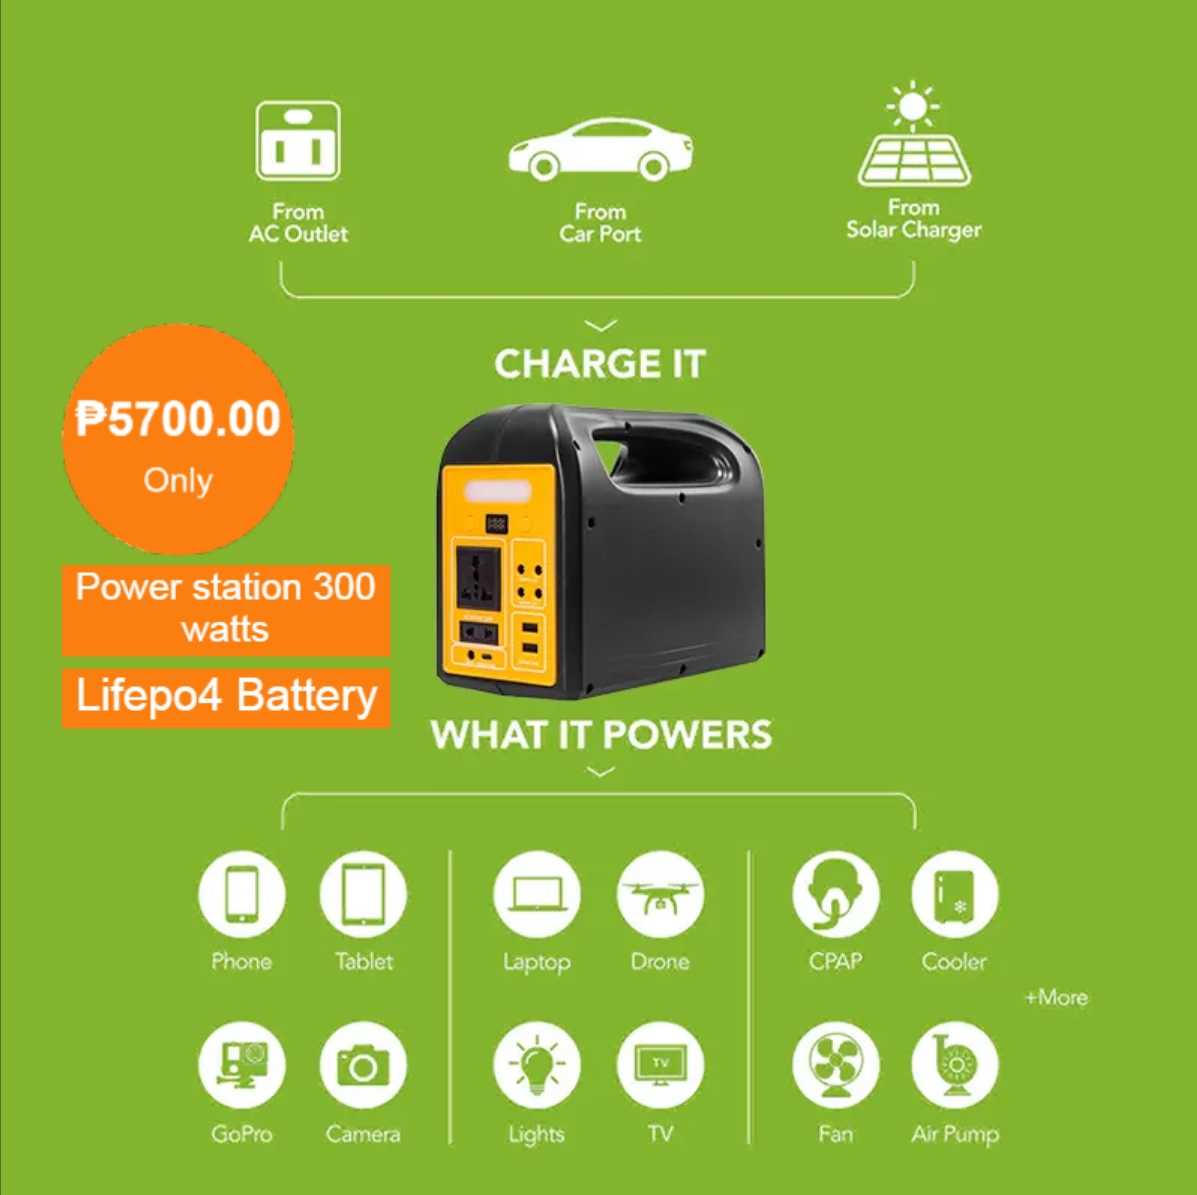 From
AC Outlet
From
Car Port
From
Solar Charger
CHARGE IT
₱5700.00
Only
Power station 300
watts
Lifepo4 Battery
WHAT IT POWERS
Phone
Tablet
Laptop
Drone
CPAP
Cooler
+More
TV
GoPro
Camera
Lights
TV
Fan
Air Pump